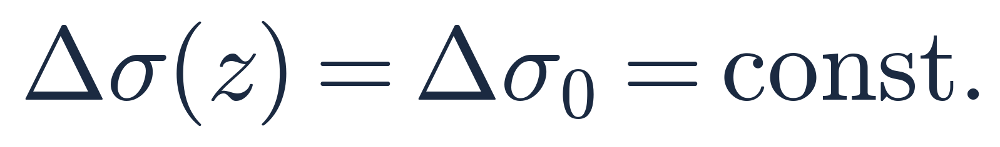 Δσ(z) = Δσ₀ = const.